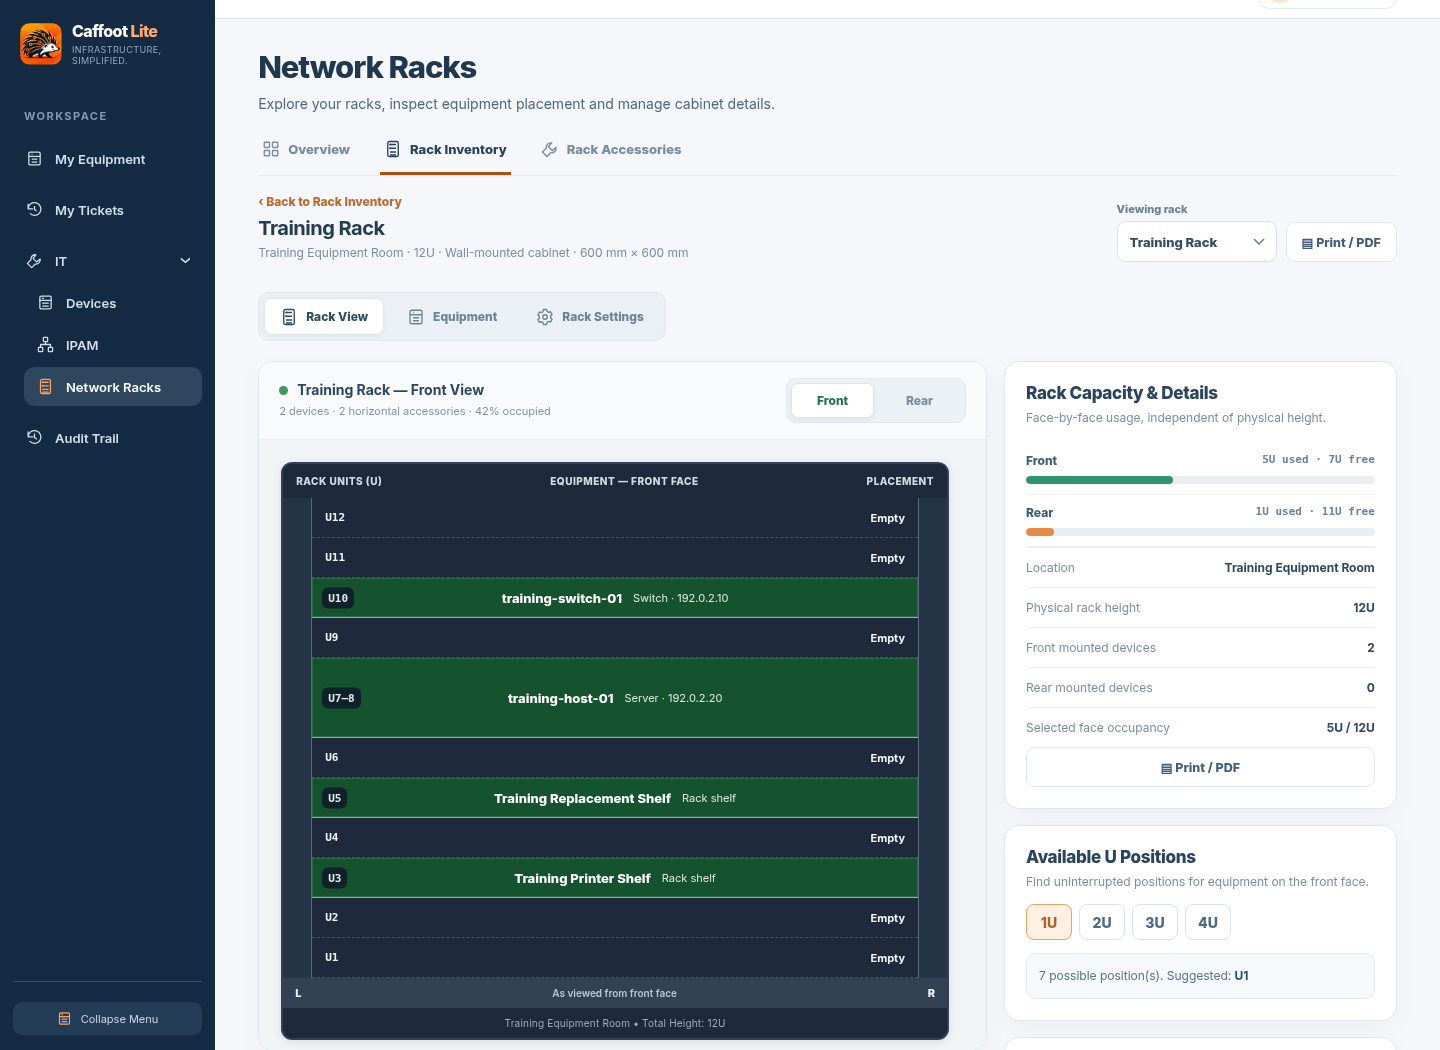 Caffoot Lite
INFRASTRUCTURE,
SIMPLIFIED.
WORKSPACE
My Equipment
My Tickets
IT
Devices
IPAM
Network Racks
Audit Trail
Collapse Menu
Network Racks
Explore your racks, inspect equipment placement and manage cabinet details.
Overview
Rack Inventory
Rack Accessories
‹ Back to Rack Inventory
Training Rack
Training Equipment Room · 12U · Wall-mounted cabinet · 600 mm × 600 mm
Viewing rack
Training Rack
▤ Print / PDF
Rack View
Equipment
Rack Settings
Training Rack — Front View
2 devices · 2 horizontal accessories · 42% occupied
Front
Rear
RACK UNITS (U) EQUIPMENT — FRONT FACE PLACEMENT
U12 Empty
U11 Empty
U10 training-switch-01 Switch · 192.0.2.10
U9 Empty
U7–8 training-host-01 Server · 192.0.2.20
U6 Empty
U5 Training Replacement Shelf Rack shelf
U4 Empty
U3 Training Printer Shelf Rack shelf
U2 Empty
U1 Empty
L As viewed from front face R
Training Equipment Room • Total Height: 12U
Rack Capacity & Details
Face-by-face usage, independent of physical height.
Front 5U used · 7U free
Rear 1U used · 11U free
Location Training Equipment Room
Physical rack height 12U
Front mounted devices 2
Rear mounted devices 0
Selected face occupancy 5U / 12U
▤ Print / PDF
Available U Positions
Find uninterrupted positions for equipment on the front face.
1U 2U 3U 4U
7 possible position(s). Suggested: U1